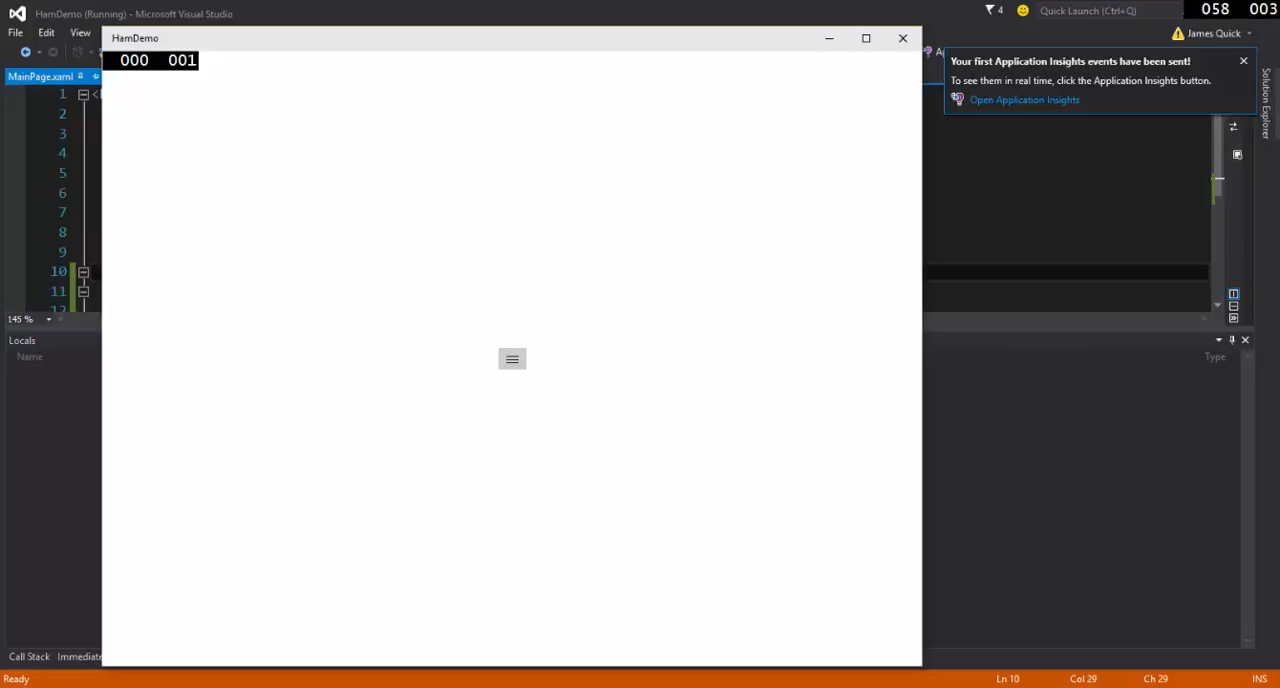 HamDemo (Running) - Microsoft Visual Studio
Quick Launch (Ctrl+Q)
4
058 003
File Edit View
James Quick
HamDemo
000 001
MainPage.xaml
Your first Application Insights events have been sent!
To see them in real time, click the Application Insights button.
Open Application Insights
Solution Explorer
1
2
3
4
5
6
7
8
9
10
11
12
145 %
Locals
Name Type
Call Stack Immediate
Ready Ln 10 Col 29 Ch 29 INS